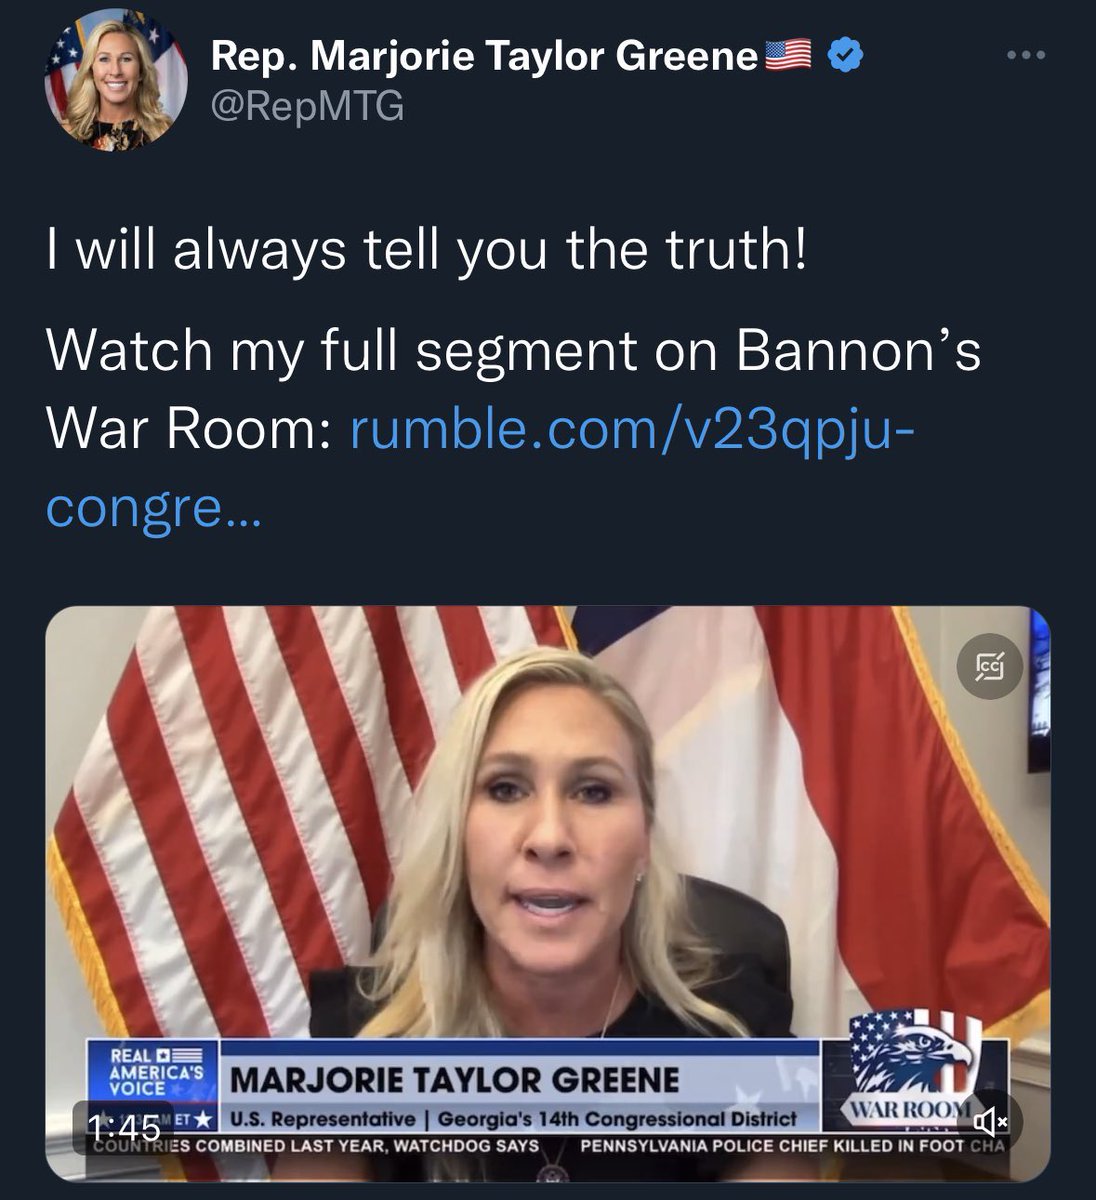 Rep. Marjorie Taylor Greene
@RepMTG
I will always tell you the truth!
Watch my full segment on Bannon’s
War Room: rumble.com/v23qpju-
congre...
CC
REAL
AMERICA'S
VOICE
MARJORIE TAYLOR GREENE
U.S. Representative | Georgia's 14th Congressional District
WAR ROOM
ET
1:45
COUNTRIES COMBINED LAST YEAR, WATCHDOG SAYS PENNSYLVANIA POLICE CHIEF KILLED IN FOOT CHA